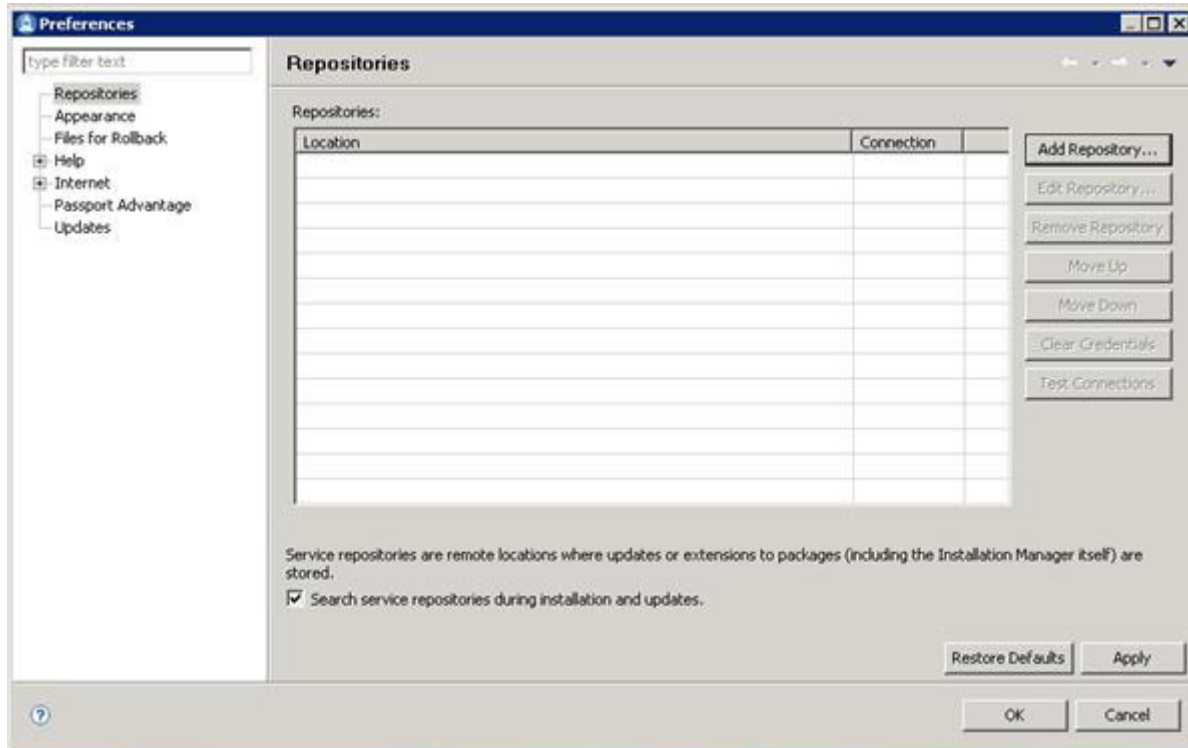 Preferences
type filter text
Repositories
Appearance
Files for Rollback
Help
Internet
Passport Advantage
Updates
Repositories
Repositories:
Location
Connection
Add Repository...
Edit Repository...
Remove Repository
Move Up
Move Down
Clear Credentials
Test Connections
Service repositories are remote locations where updates or extensions to packages (including the Installation Manager itself) are
stored.
Search service repositories during installation and updates.
Restore Defaults
Apply
?
OK
Cancel